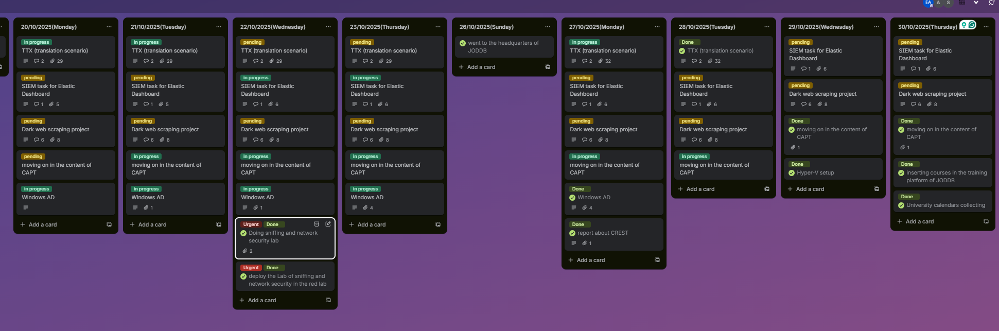 EA A S
20/10/2025(Monday)
In progress
TTX (translation scenario)
2 29
pending
SIEM task for Elastic
Dashboard
1 5
pending
Dark web scraping project
6 8
pending
moving on in the content of
CAPT
In progress
Windows AD
+ Add a card
21/10/2025(Tuesday)
In progress
TTX (translation scenario)
2 29
pending
SIEM task for Elastic
Dashboard
1 5
pending
Dark web scraping project
6 8
In progress
moving on in the content of
CAPT
In progress
Windows AD
1
+ Add a card
22/10/2025(Wednesday)
pending
TTX (translation scenario)
2 29
In progress
SIEM task for Elastic
Dashboard
1 6
pending
Dark web scraping project
6 8
In progress
moving on in the content of
CAPT
In progress
Windows AD
1
Urgent Done
Doing sniffing and network
security lab
2
Urgent Done
deploy the Lab of sniffing and
network security in the red lab
+ Add a card
23/10/2025(Thursday)
pending
TTX (translation scenario)
2 29
In progress
SIEM task for Elastic
Dashboard
1 6
pending
Dark web scraping project
6 8
In progress
moving on in the content of
CAPT
In progress
Windows AD
4
+ Add a card
26/10/2025(Sunday)
went to the headquarters of
JODDB
+ Add a card
27/10/2025(Monday)
In progress
TTX (translation scenario)
2 32
pending
SIEM task for Elastic
Dashboard
1 6
pending
Dark web scraping project
6 8
In progress
moving on in the content of
CAPT
Done
Windows AD
4
Done
report about CREST
1
+ Add a card
28/10/2025(Tuesday)
Done
TTX (translation scenario)
2 32
pending
SIEM task for Elastic
Dashboard
1 6
pending
Dark web scraping project
6 8
In progress
moving on in the content of
CAPT
+ Add a card
29/10/2025(Wednesday)
pending
SIEM task for Elastic
Dashboard
1 6
pending
Dark web scraping project
6 8
Done
moving on in the content of
CAPT
1
Done
Hyper-V setup
+ Add a card
30/10/2025(Thursday)
pending
SIEM task for Elastic
Dashboard
1 6
pending
Dark web scraping project
6 8
Done
moving on in the content of
CAPT
1
Done
inserting courses in the training
platform of JODDB
Done
University calendars collecting
+ Add a card